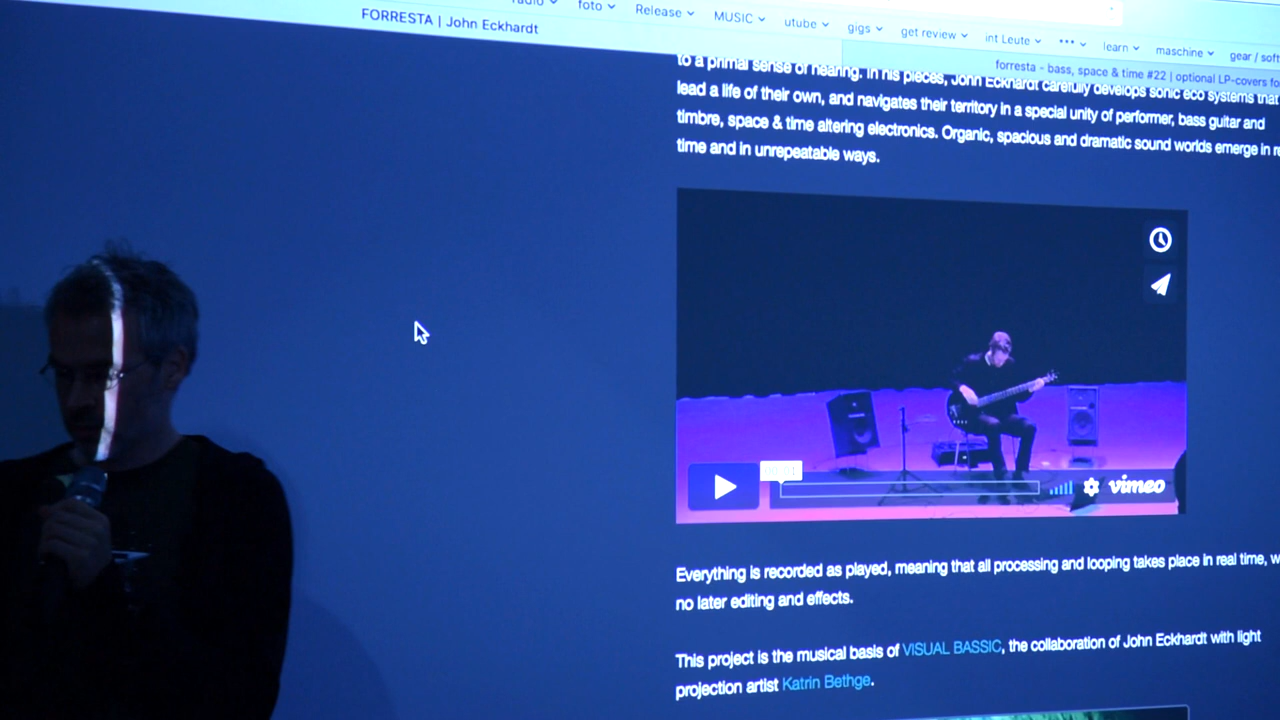 radio
foto
Release
MUSIC
utube
gigs
get review
int Leute
•••
learn
maschine
gear / soft
FORRESTA | John Eckhardt
forresta - bass, space & time #22 | optional LP-covers fo
to a primal sense of hearing. In his pieces, John Eckhardt carefully develops sonic eco systems that
lead a life of their own, and navigates their territory in a special unity of performer, bass guitar and
timbre, space & time altering electronics. Organic, spacious and dramatic sound worlds emerge in re
time and in unrepeatable ways.
00:01
vimeo
Everything is recorded as played, meaning that all processing and looping takes place in real time, w
no later editing and effects.
This project is the musical basis of VISUAL BASSIC, the collaboration of John Eckhardt with light
projection artist Katrin Bethge.